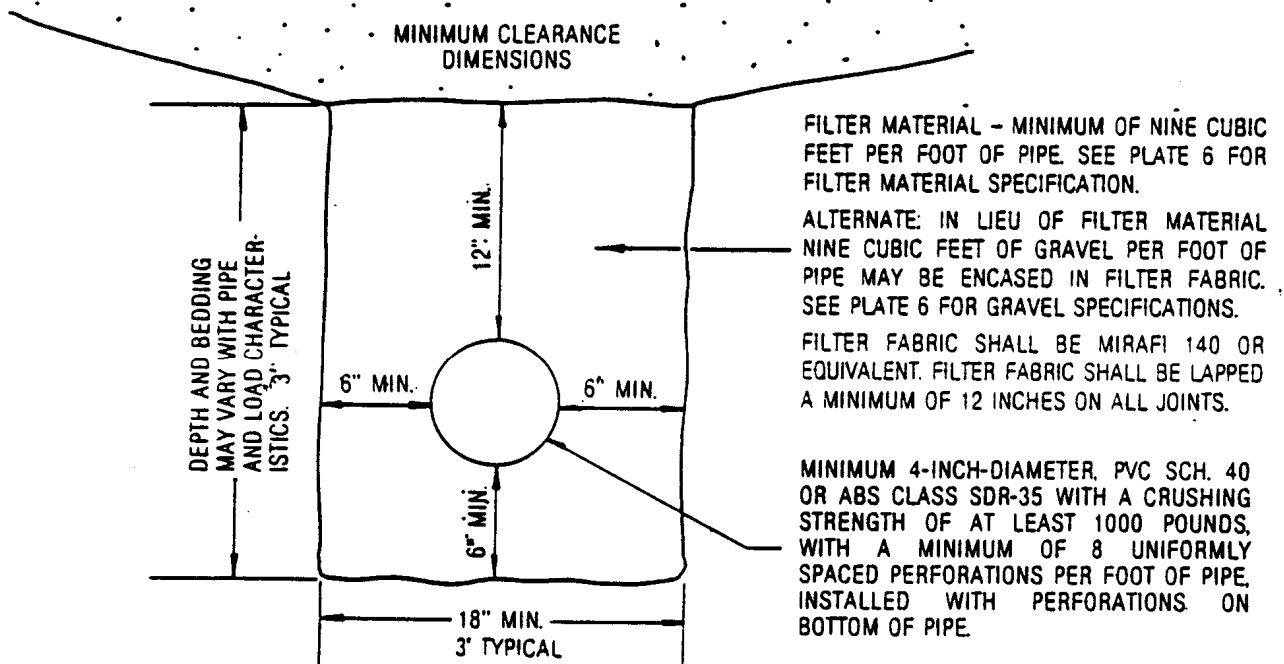 MINIMUM CLEARANCE
DIMENSIONS
FILTER MATERIAL - MINIMUM OF NINE CUBIC
FEET PER FOOT OF PIPE. SEE PLATE 6 FOR
FILTER MATERIAL SPECIFICATION.
ALTERNATE: IN LIEU OF FILTER MATERIAL
NINE CUBIC FEET OF GRAVEL PER FOOT OF
PIPE MAY BE ENCASED IN FILTER FABRIC.
SEE PLATE 6 FOR GRAVEL SPECIFICATIONS.
FILTER FABRIC SHALL BE MIRAFI 140 OR
EQUIVALENT. FILTER FABRIC SHALL BE LAPPED
A MINIMUM OF 12 INCHES ON ALL JOINTS.
12" MIN.
DEPTH AND BEDDING
MAY VARY WITH PIPE
AND LOAD CHARACTER-
ISTICS. 3" TYPICAL
6" MIN.
6" MIN.
6" MIN.
MINIMUM 4-INCH-DIAMETER, PVC SCH. 40
OR ABS CLASS SDR-35 WITH A CRUSHING
STRENGTH OF AT LEAST 1000 POUNDS,
WITH A MINIMUM OF 8 UNIFORMLY
SPACED PERFORATIONS PER FOOT OF PIPE,
INSTALLED WITH PERFORATIONS ON
BOTTOM OF PIPE.
18" MIN.
3' TYPICAL